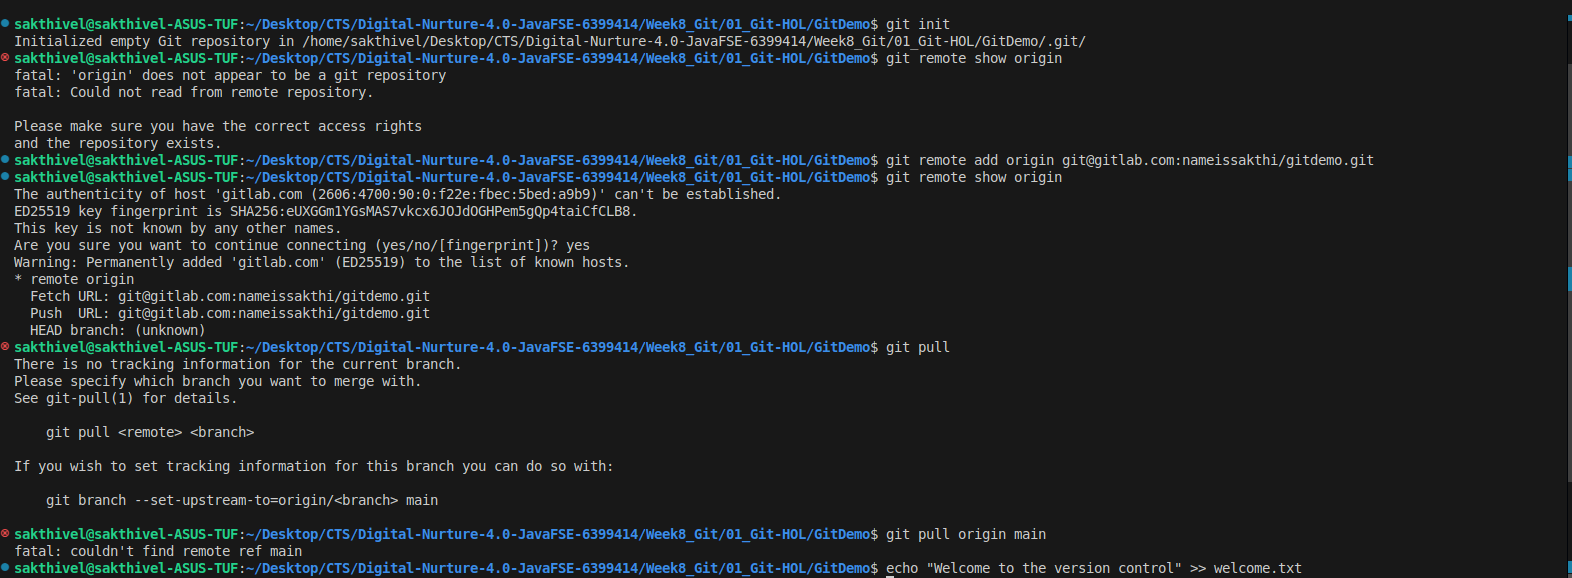 sakthivel@sakthivel-ASUS-TUF:~/Desktop/CTS/Digital-Nurture-4.0-JavaFSE-6399414/Week8_Git/01_Git-HOL/GitDemo$ git init
Initialized empty Git repository in /home/sakthivel/Desktop/CTS/Digital-Nurture-4.0-JavaFSE-6399414/Week8_Git/01_Git-HOL/GitDemo/.git/
sakthivel@sakthivel-ASUS-TUF:~/Desktop/CTS/Digital-Nurture-4.0-JavaFSE-6399414/Week8_Git/01_Git-HOL/GitDemo$ git remote show origin
fatal: 'origin' does not appear to be a git repository
fatal: Could not read from remote repository.

Please make sure you have the correct access rights
and the repository exists.
sakthivel@sakthivel-ASUS-TUF:~/Desktop/CTS/Digital-Nurture-4.0-JavaFSE-6399414/Week8_Git/01_Git-HOL/GitDemo$ git remote add origin git@gitlab.com:nameissakthi/gitdemo.git
sakthivel@sakthivel-ASUS-TUF:~/Desktop/CTS/Digital-Nurture-4.0-JavaFSE-6399414/Week8_Git/01_Git-HOL/GitDemo$ git remote show origin
The authenticity of host 'gitlab.com (2606:4700:90:0:f22e:fbec:5bed:a9b9)' can't be established.
ED25519 key fingerprint is SHA256:eUXGGm1YGsMAS7vkcx6JOJdOGHPem5gQp4taiCfCLB8.
This key is not known by any other names.
Are you sure you want to continue connecting (yes/no/[fingerprint])? yes
Warning: Permanently added 'gitlab.com' (ED25519) to the list of known hosts.
* remote origin
  Fetch URL: git@gitlab.com:nameissakthi/gitdemo.git
  Push  URL: git@gitlab.com:nameissakthi/gitdemo.git
  HEAD branch: (unknown)
sakthivel@sakthivel-ASUS-TUF:~/Desktop/CTS/Digital-Nurture-4.0-JavaFSE-6399414/Week8_Git/01_Git-HOL/GitDemo$ git pull
There is no tracking information for the current branch.
Please specify which branch you want to merge with.
See git-pull(1) for details.

    git pull <remote> <branch>

If you wish to set tracking information for this branch you can do so with:

    git branch --set-upstream-to=origin/<branch> main

sakthivel@sakthivel-ASUS-TUF:~/Desktop/CTS/Digital-Nurture-4.0-JavaFSE-6399414/Week8_Git/01_Git-HOL/GitDemo$ git pull origin main
fatal: couldn't find remote ref main
sakthivel@sakthivel-ASUS-TUF:~/Desktop/CTS/Digital-Nurture-4.0-JavaFSE-6399414/Week8_Git/01_Git-HOL/GitDemo$ echo "Welcome to the version control" >> welcome.txt